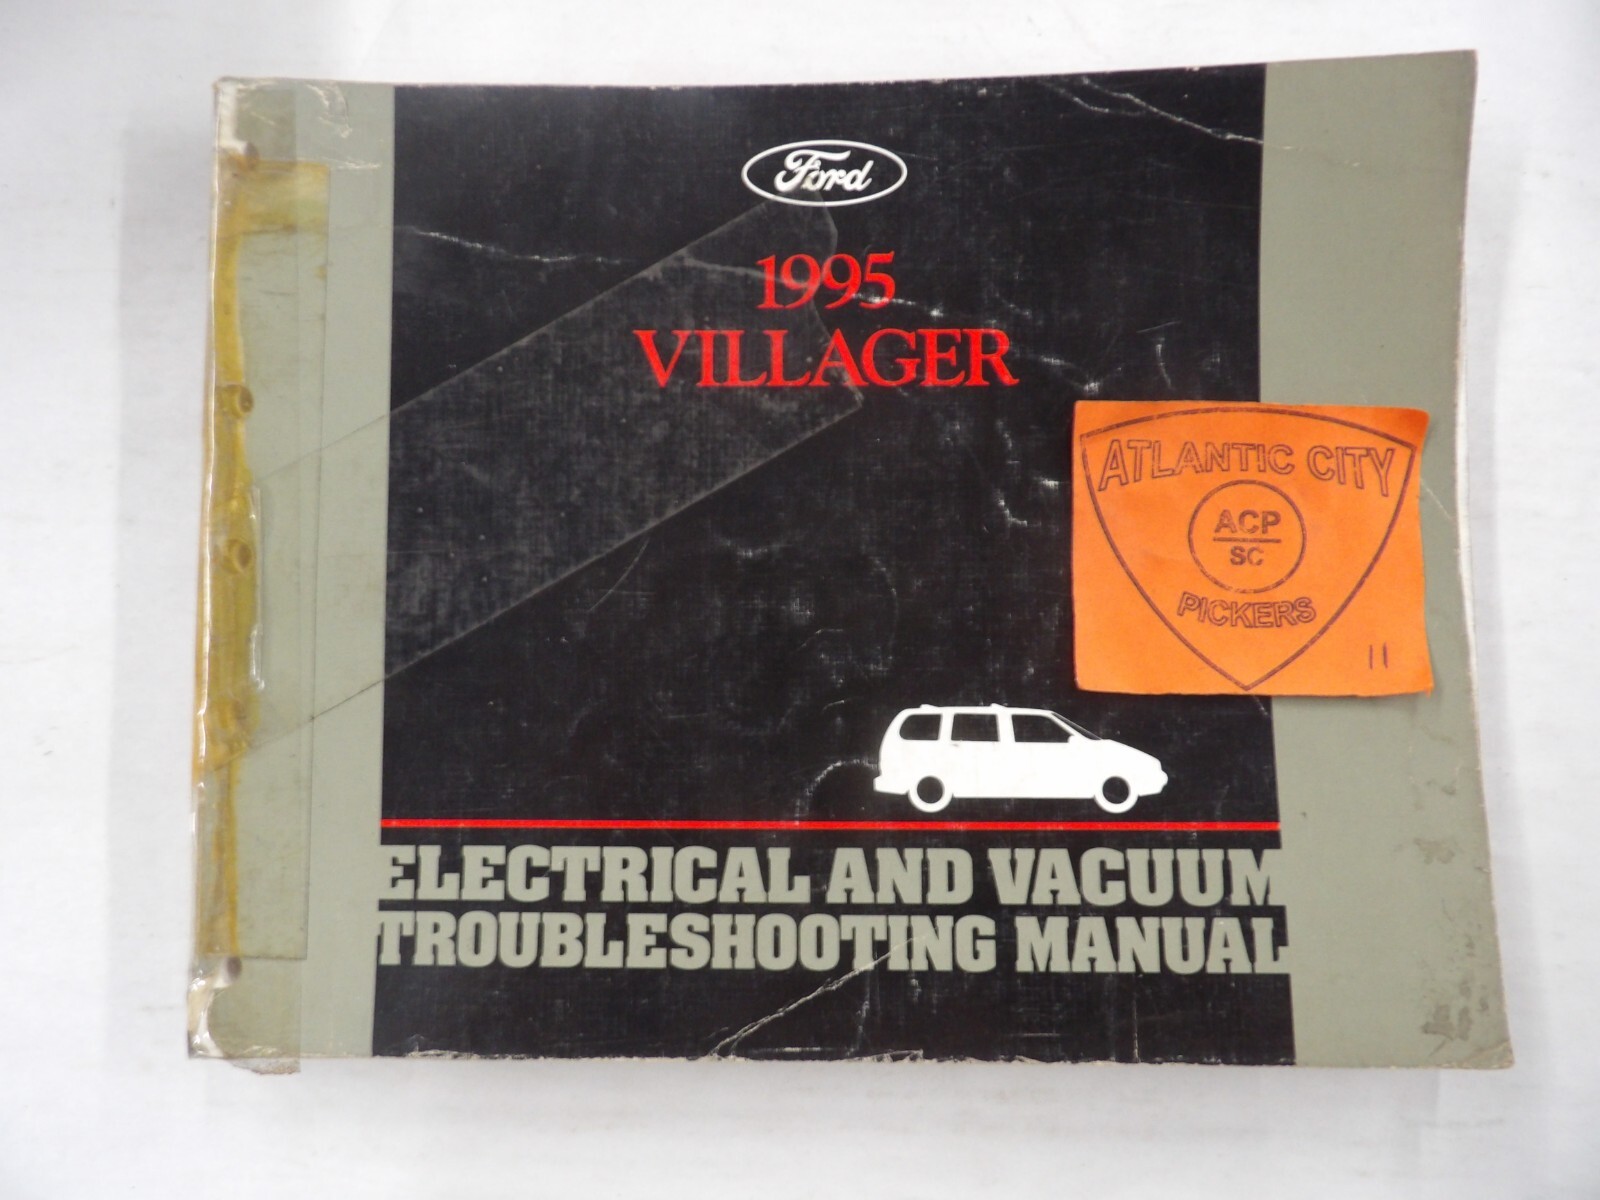 Ford
1995
VILLAGER
ATLANTIC CITY
ACP
SC
PICKERS
11
ELECTRICAL AND VACUUM
TROUBLESHOOTING MANUAL